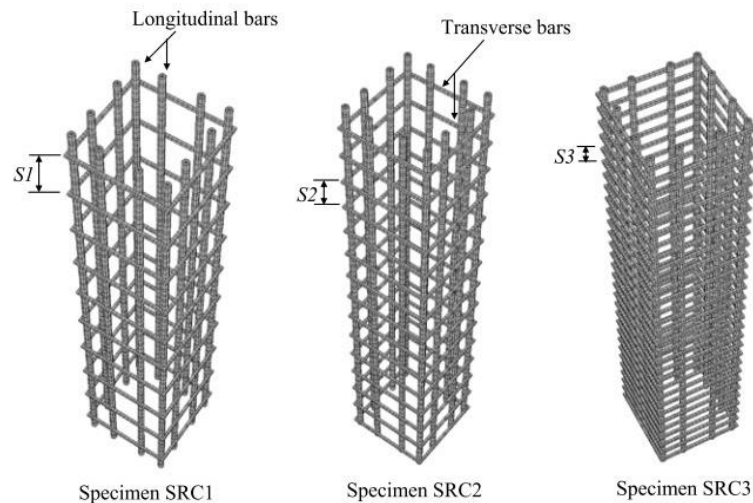 Longitudinal bars
Transverse bars
S1
S2
S3
Specimen SRC1
Specimen SRC2
Specimen SRC3